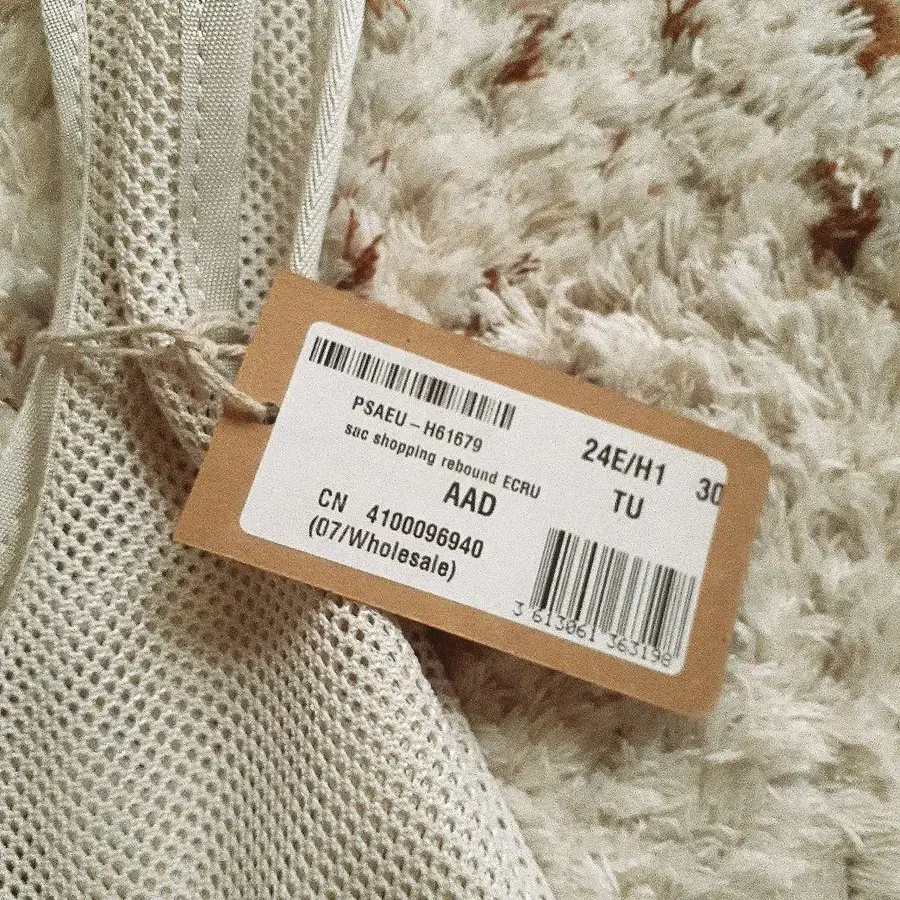 PSAEU-H61679
sac shopping rebound ECRU
AAD
CN 4100096940
(07/Wholesale)
24E/H1 30
TU
3 613061 363198